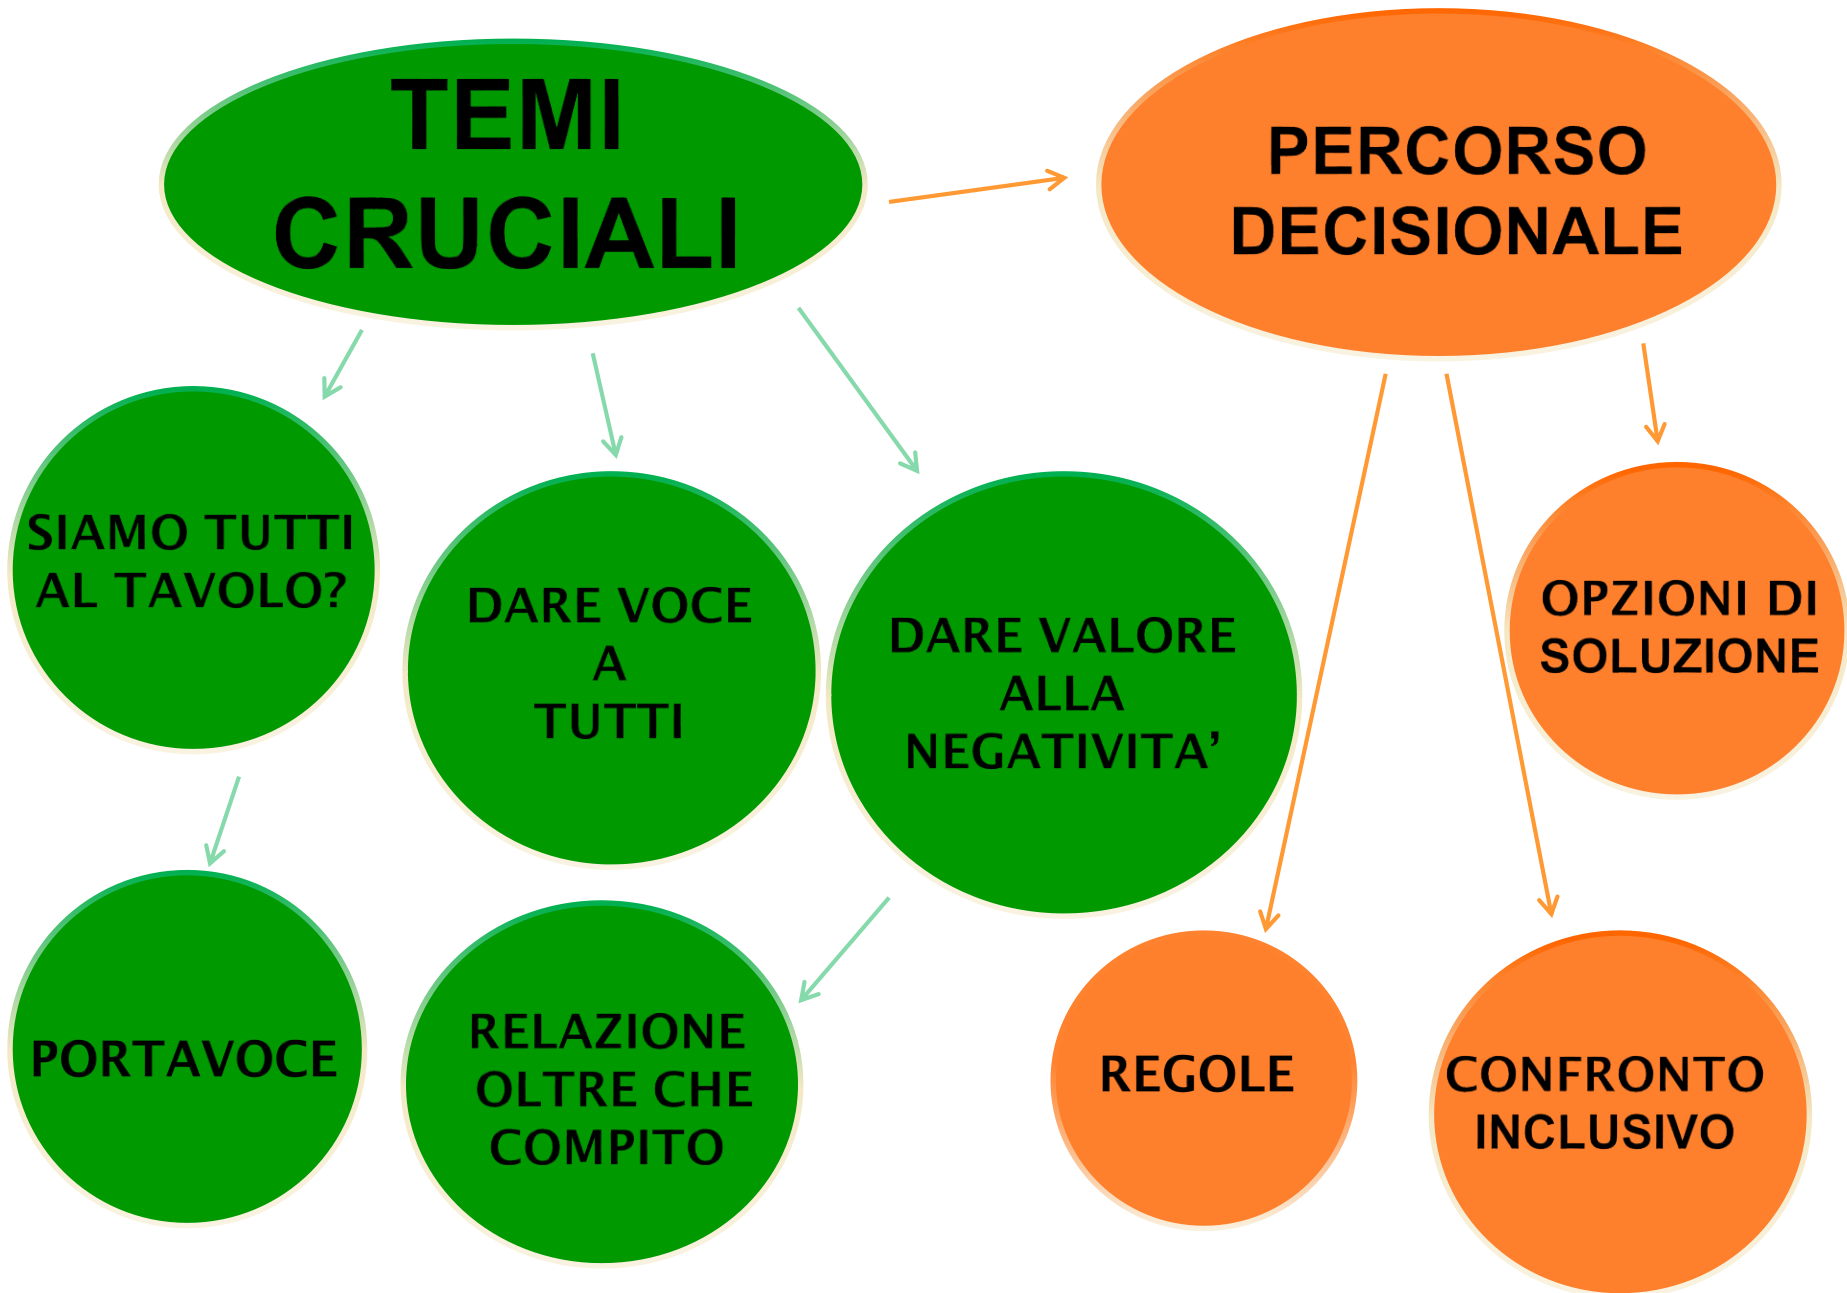 TEMI
CRUCIALI
PERCORSO
DECISIONALE
SIAMO TUTTI
AL TAVOLO?
DARE VOCE
A
TUTTI
DARE VALORE
ALLA
NEGATIVITA’
OPZIONI DI
SOLUZIONE
PORTAVOCE
RELAZIONE
OLTRE CHE
COMPITO
REGOLE
CONFRONTO
INCLUSIVO